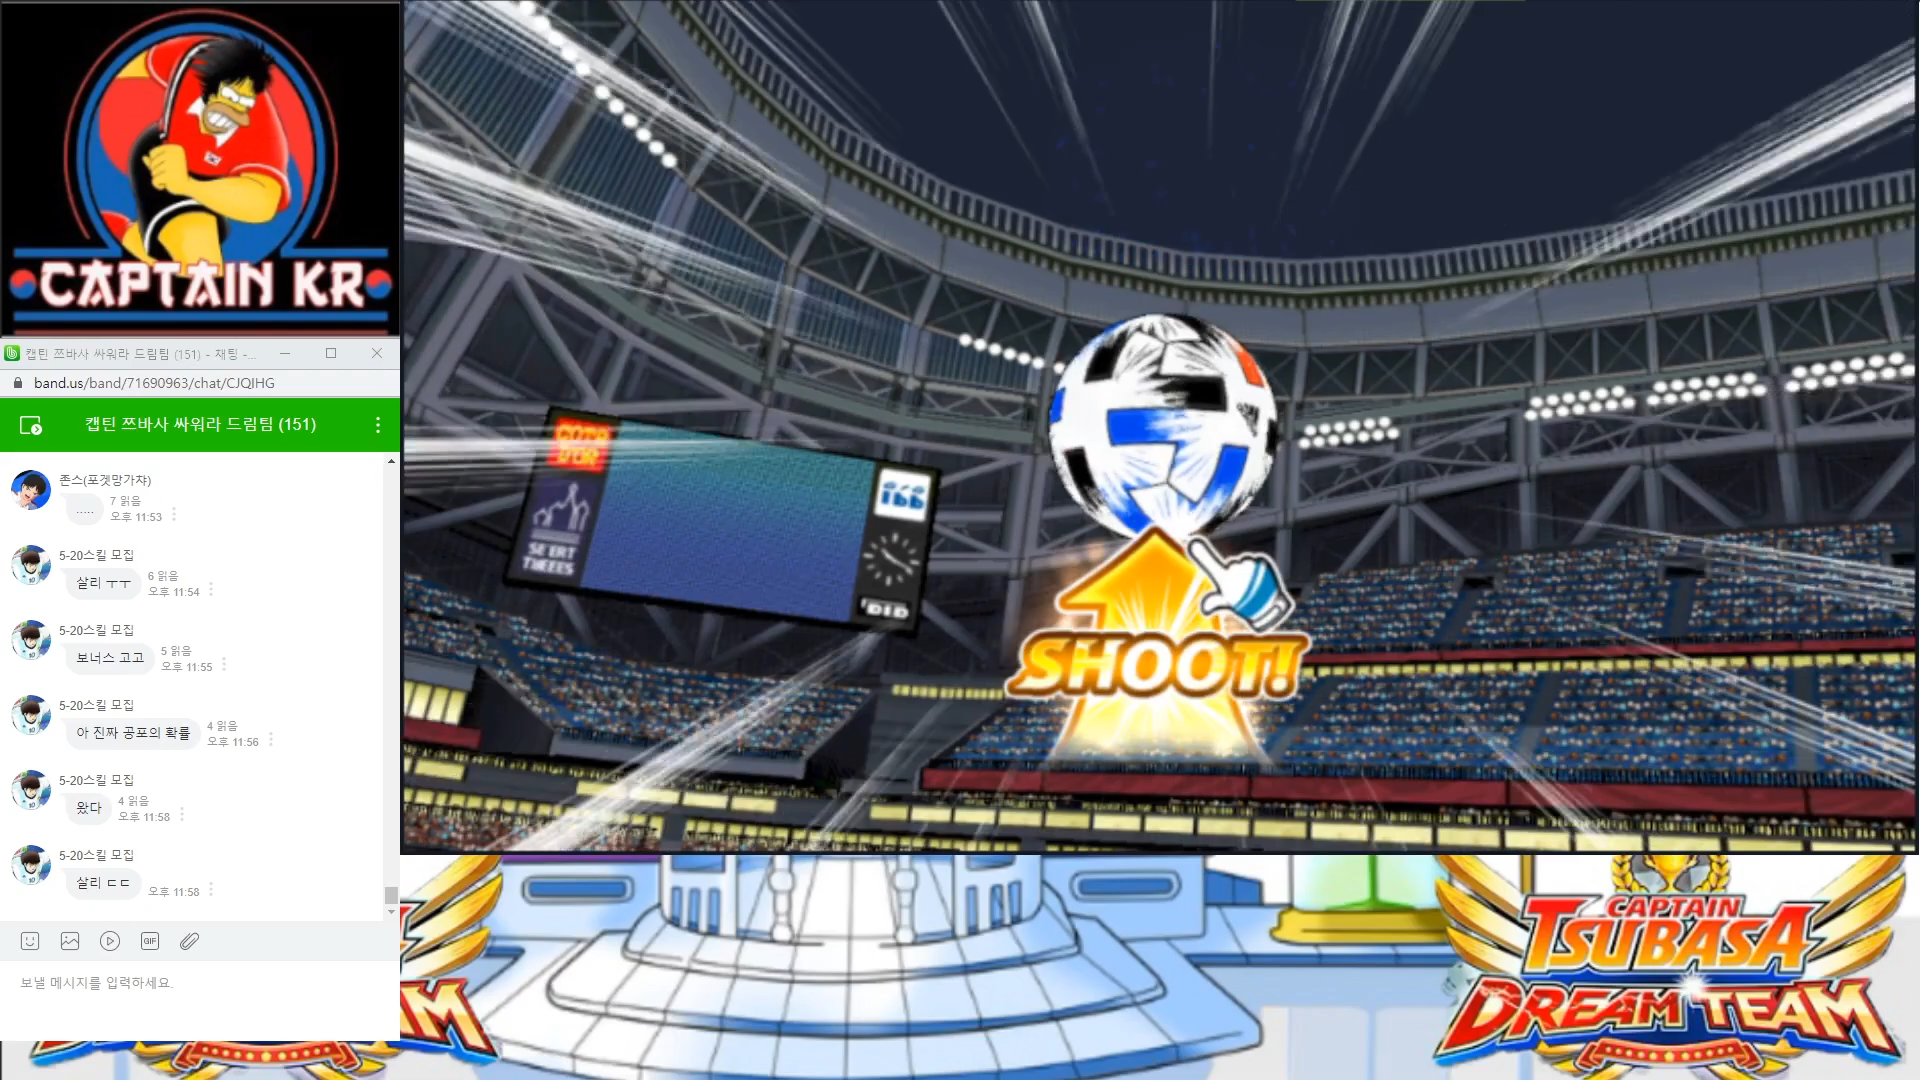 CAPTAIN KR
캡틴 쯔바사 싸워라 드림팀 (151) - 채팅 -...
band.us/band/71690963/chat/CJQIHG
캡틴 쯔바사 싸워라 드림팀 (151)
존스(포겟망가챠)
.....
7 읽음
오후 11:53
5-20스킬 모집
살리 ㅜㅜ
6 읽음
오후 11:54
5-20스킬 모집
보너스 고고
5 읽음
오후 11:55
5-20스킬 모집
아 진짜 공포의 확률
4 읽음
오후 11:56
5-20스킬 모집
왔다
4 읽음
오후 11:58
5-20스킬 모집
살리 ㄷㄷ
오후 11:58
GIF
보낼 메시지를 입력하세요.
SHOOT!
CAPTAIN
TSUBASA
DREAM TEAM
AM